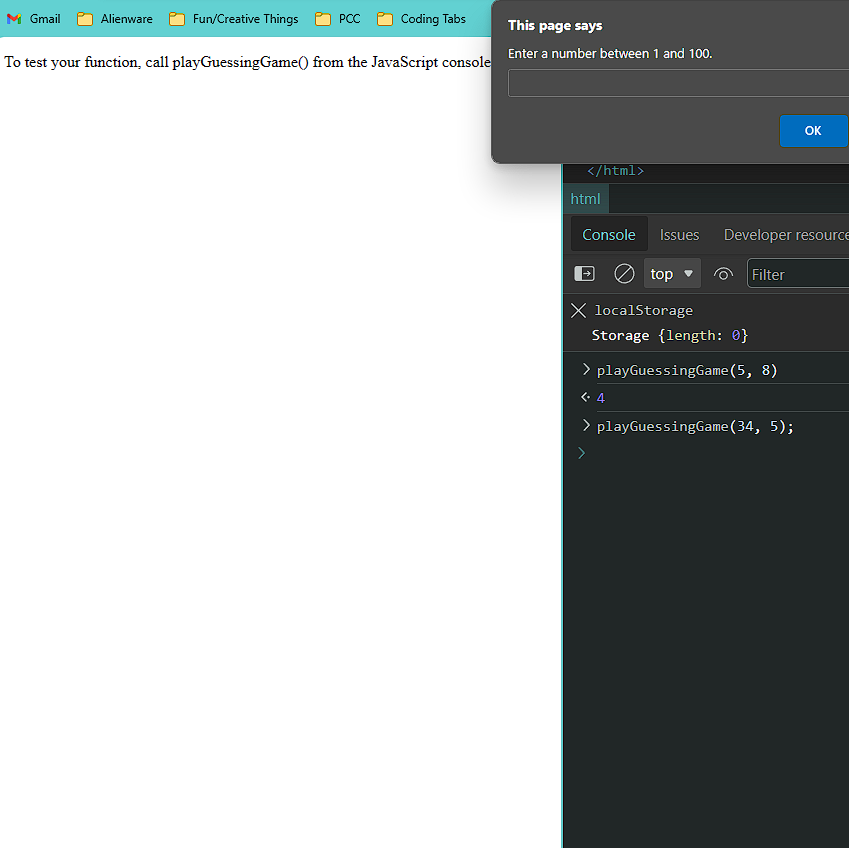 Gmail Alienware Fun/Creative Things PCC Coding Tabs
To test your function, call playGuessingGame() from the JavaScript console
This page says
Enter a number between 1 and 100.
OK
</html>
html
Console Issues Developer resource
top Filter
localStorage
Storage {length: 0}
playGuessingGame(5, 8)
4
playGuessingGame(34, 5);